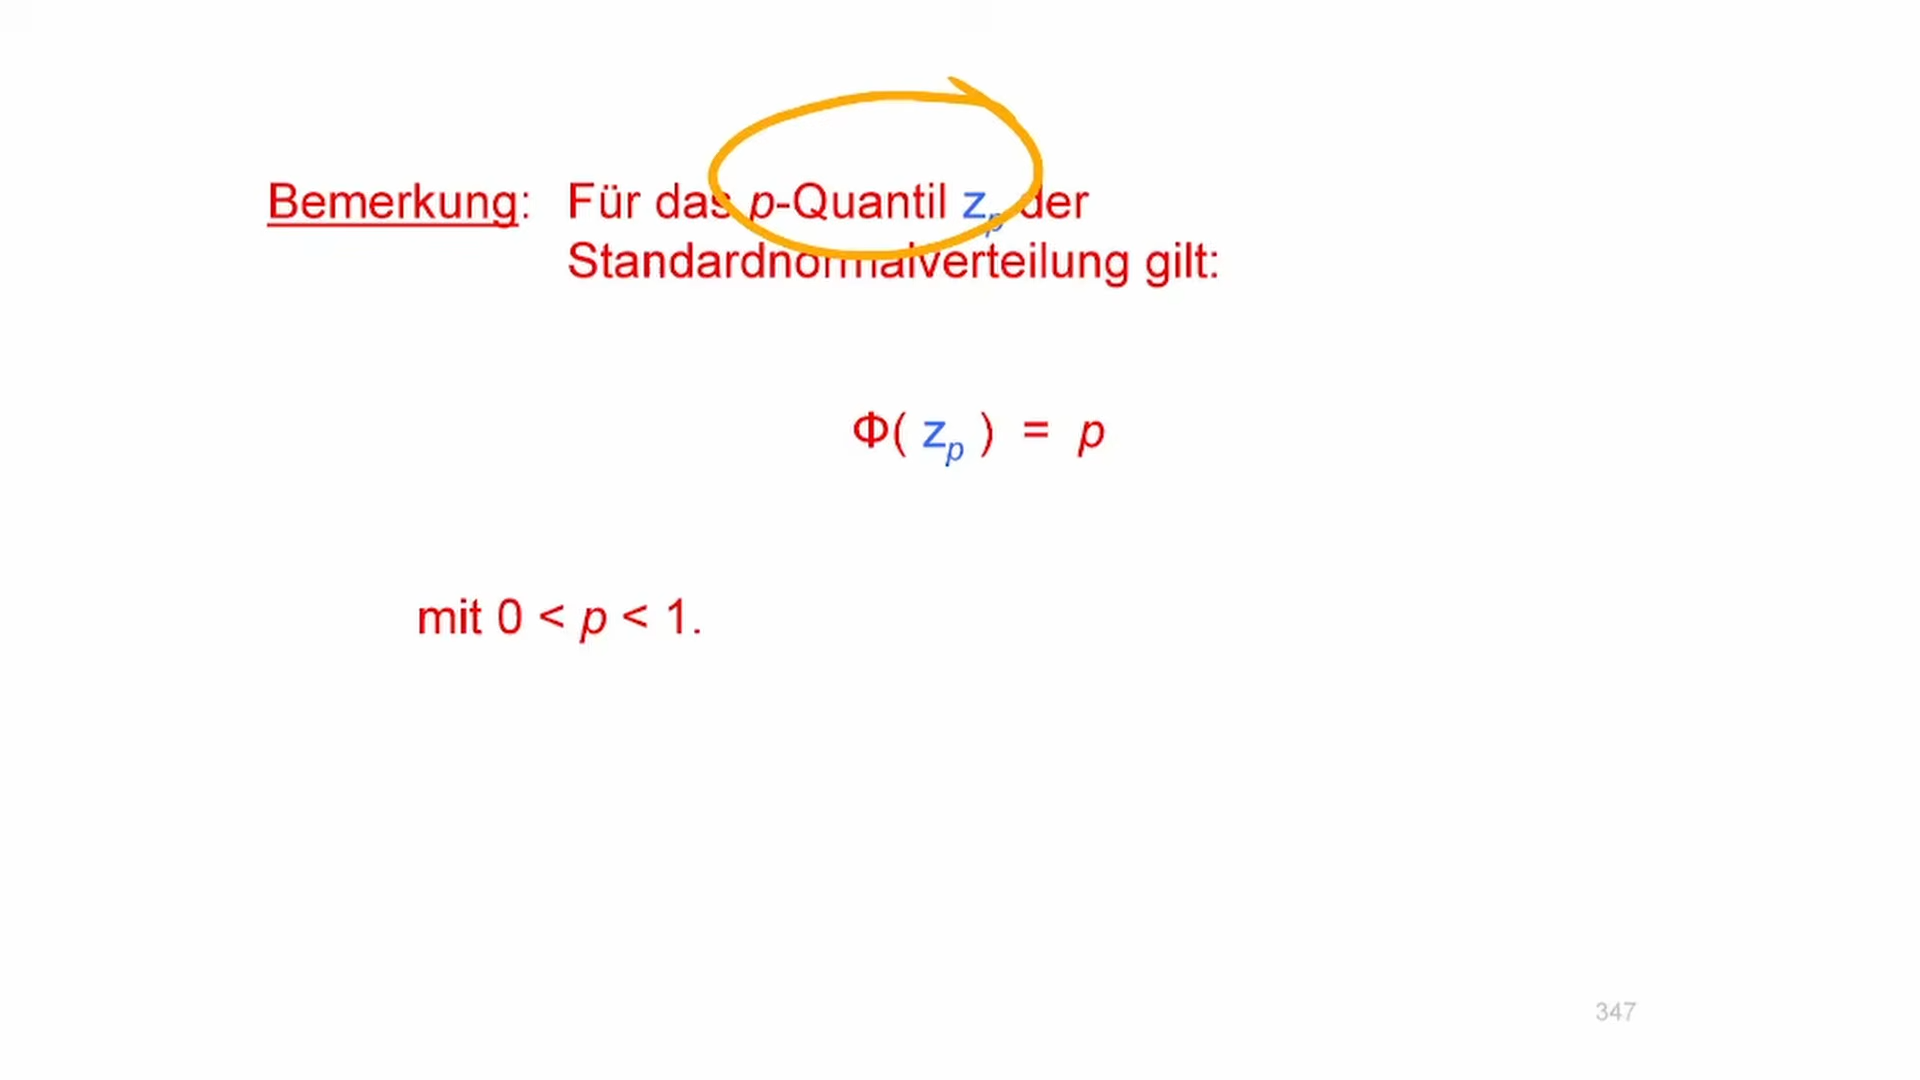 Bemerkung: Für das p-Quantil zₚ der
Standardnormalverteilung gilt:
Φ( zₚ ) = p
mit 0 < p < 1.
347